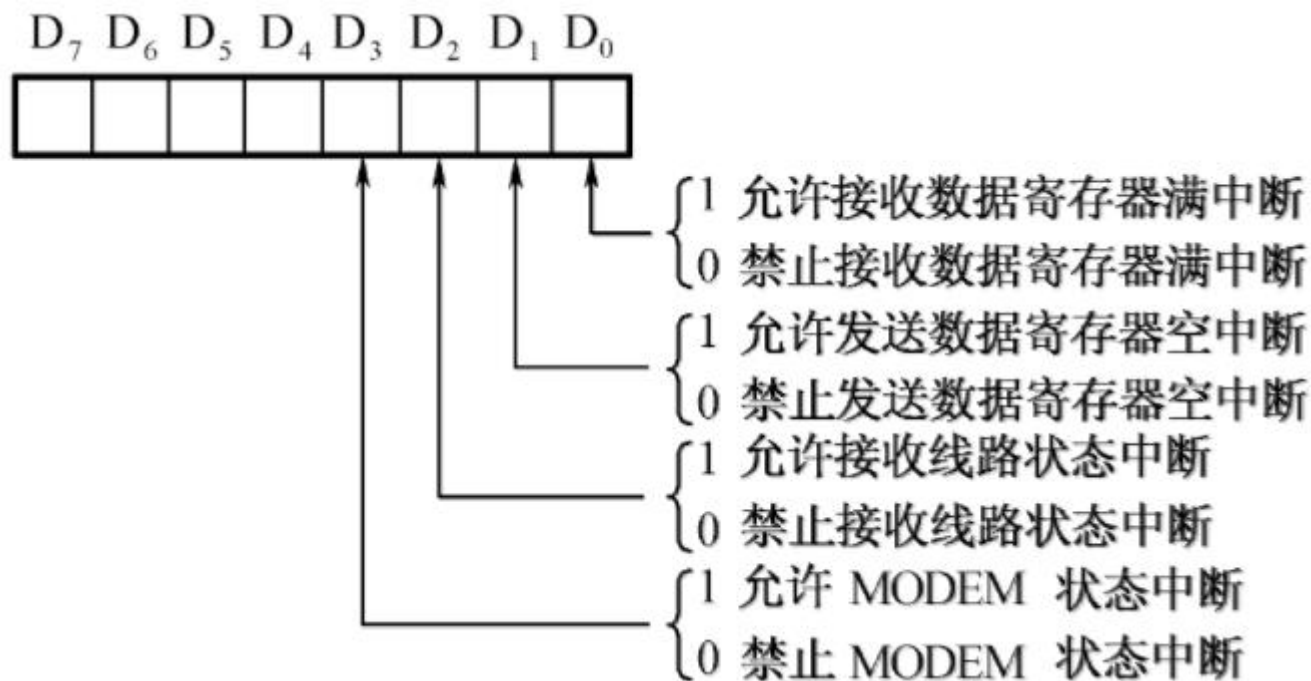 D₇ D₆ D₅ D₄ D₃ D₂ D₁ D₀
1 允许接收数据寄存器满中断
0 禁止接收数据寄存器满中断
1 允许发送数据寄存器空中断
0 禁止发送数据寄存器空中断
1 允许接收线路状态中断
0 禁止接收线路状态中断
1 允许 MODEM 状态中断
0 禁止 MODEM 状态中断